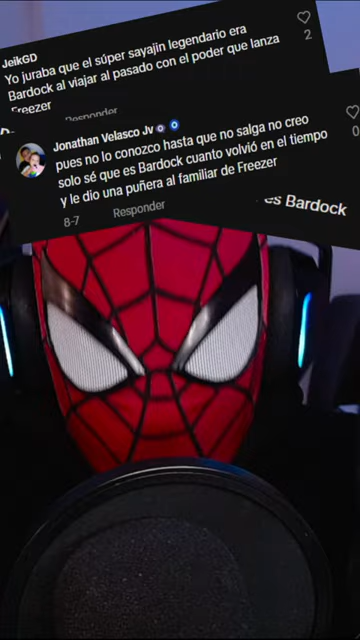 JeikGD
Yo juraba que el súper sayajin legendario era
Bardock al viajar al pasado con el poder que lanza
Freezer
Responder
2
Jonathan Velasco Jv
pues no lo conozco hasta que no salga no creo
solo sé que es Bardock cuanto volvió en el tiempo
y le dio una puñera al familiar de Freezer
8-7
Responder
0
es Bardock